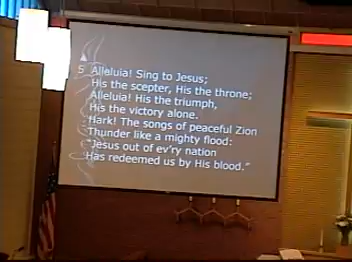 5 Alleluia! Sing to Jesus;
His the scepter, His the throne;
Alleluia! His the triumph,
His the victory alone.
Hark! The songs of peaceful Zion
Thunder like a mighty flood:
"Jesus out of ev'ry nation
Has redeemed us by His blood."